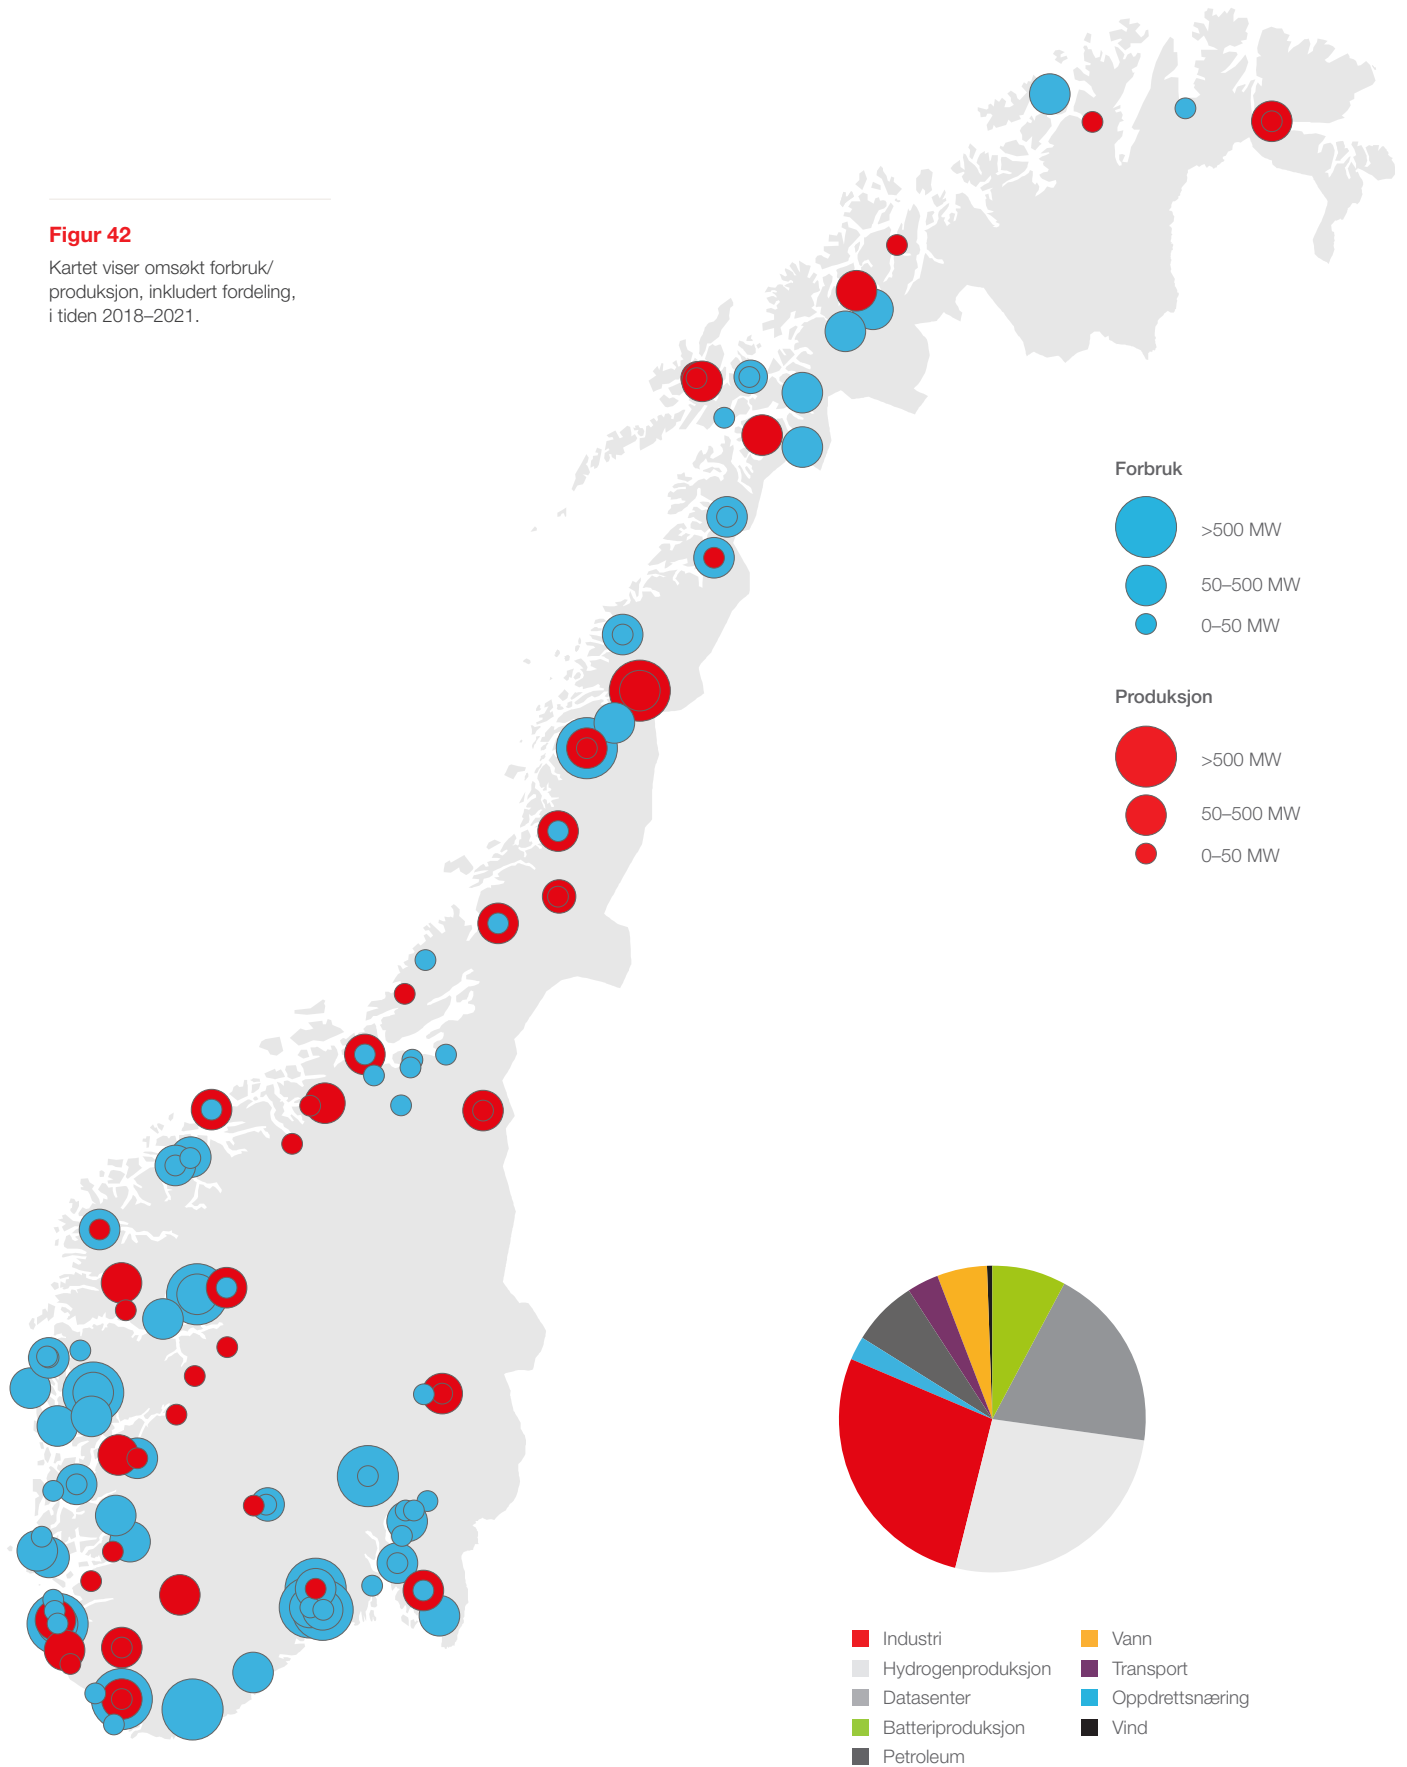 Figur 42
Kartet viser omsøkt forbruk/
produksjon, inkludert fordeling,
i tiden 2018–2021.
Forbruk
>500 MW
50–500 MW
0–50 MW
Produksjon
>500 MW
50–500 MW
0–50 MW
Industri
Hydrogenproduksjon
Datasenter
Batteriproduksjon
Petroleum
Vann
Transport
Oppdrettsnæring
Vind